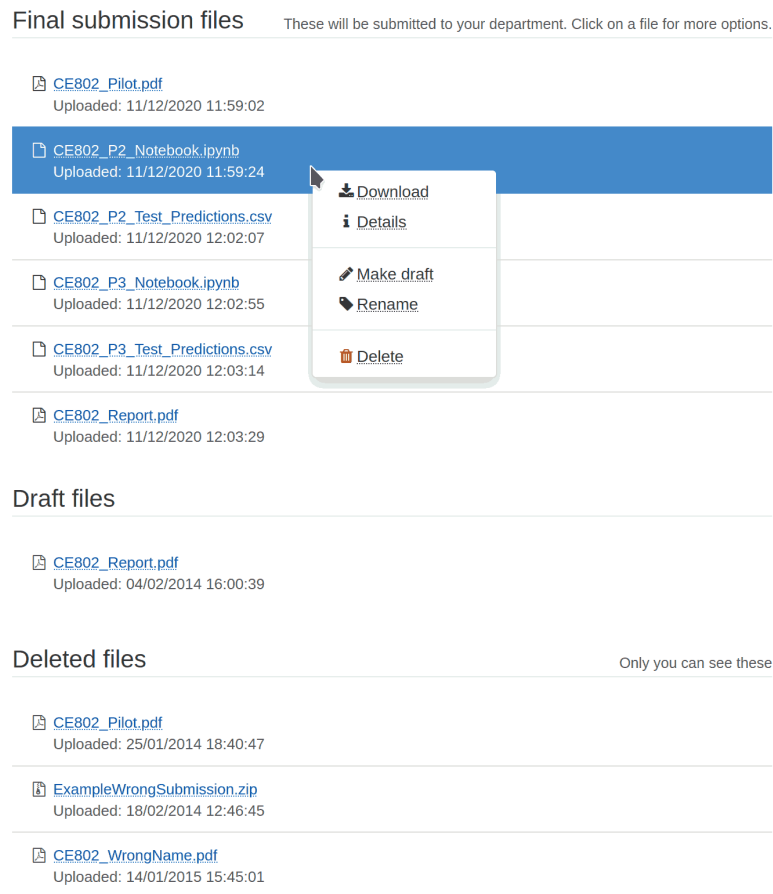 Final submission files These will be submitted to your department. Click on a file for more options.
CE802_Pilot.pdf
Uploaded: 11/12/2020 11:59:02
CE802_P2_Notebook.ipynb
Uploaded: 11/12/2020 11:59:24
Download
Details
Make draft
Rename
Delete
CE802_P2_Test_Predictions.csv
Uploaded: 11/12/2020 12:02:07
CE802_P3_Notebook.ipynb
Uploaded: 11/12/2020 12:02:55
CE802_P3_Test_Predictions.csv
Uploaded: 11/12/2020 12:03:14
CE802_Report.pdf
Uploaded: 11/12/2020 12:03:29
Draft files
CE802_Report.pdf
Uploaded: 04/02/2014 16:00:39
Deleted files Only you can see these
CE802_Pilot.pdf
Uploaded: 25/01/2014 18:40:47
ExampleWrongSubmission.zip
Uploaded: 18/02/2014 12:46:45
CE802_WrongName.pdf
Uploaded: 14/01/2015 15:45:01